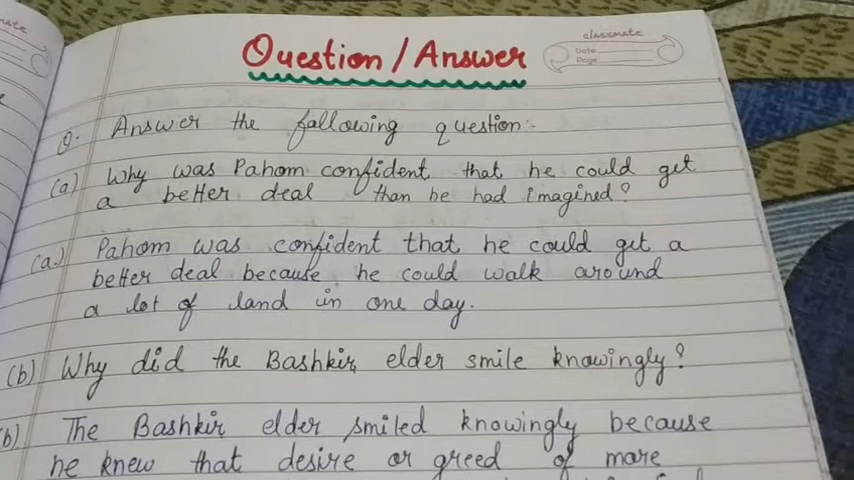 Question / Answer
classmate
Date
Page
Q. Answer the following question:-
(a) Why was Pahom confident that he could get
a better deal than he had imagined?
(a.) Pahom was confident that he could get a
better deal because he could walk around
a lot of land in one day.
(b) Why did the Bashkir elder smile knowingly?
b) The Bashkir elder smiled knowingly because
he knew that desire or greed of more